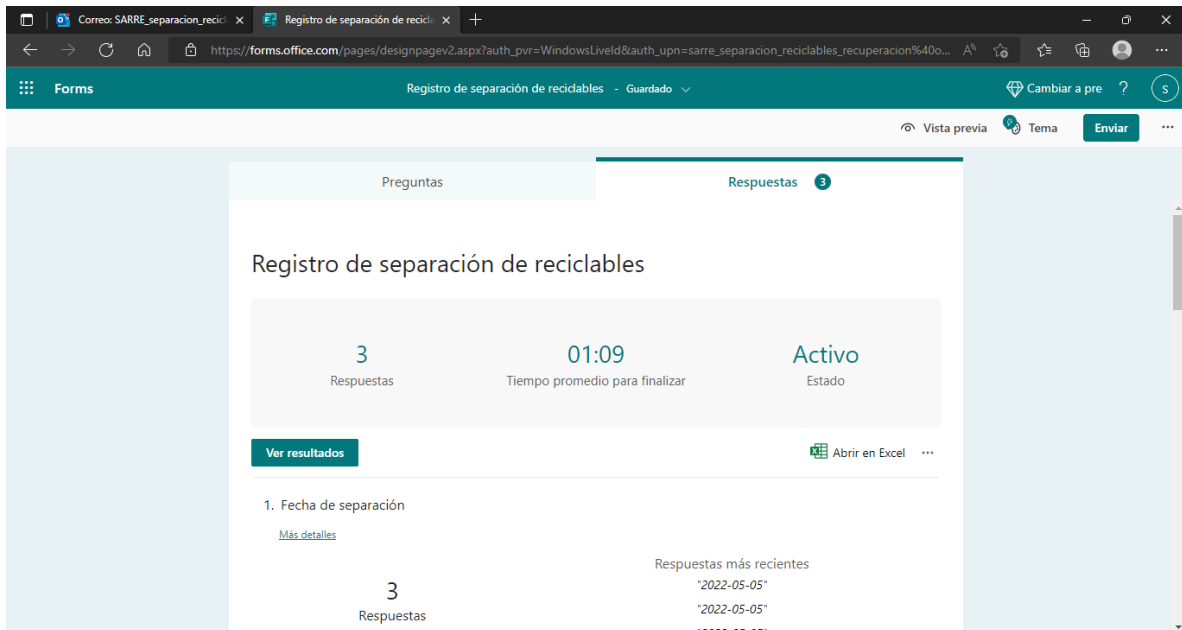 Correo: SARRE_separacion_recicl
Registro de separación de recicla
https://forms.office.com/pages/designpagev2.aspx?auth_pvr=WindowsLiveId&auth_upn=sarre_separacion_reciclables_recuperacion%40o...
Forms
Registro de separación de reciclables - Guardado
Cambiar a pre ?
S
Vista previa
Tema
Enviar
Preguntas
Respuestas 3
Registro de separación de reciclables
3
Respuestas
01:09
Tiempo promedio para finalizar
Activo
Estado
Ver resultados
Abrir en Excel
1. Fecha de separación
Más detalles
3
Respuestas
Respuestas más recientes
"2022-05-05"
"2022-05-05"